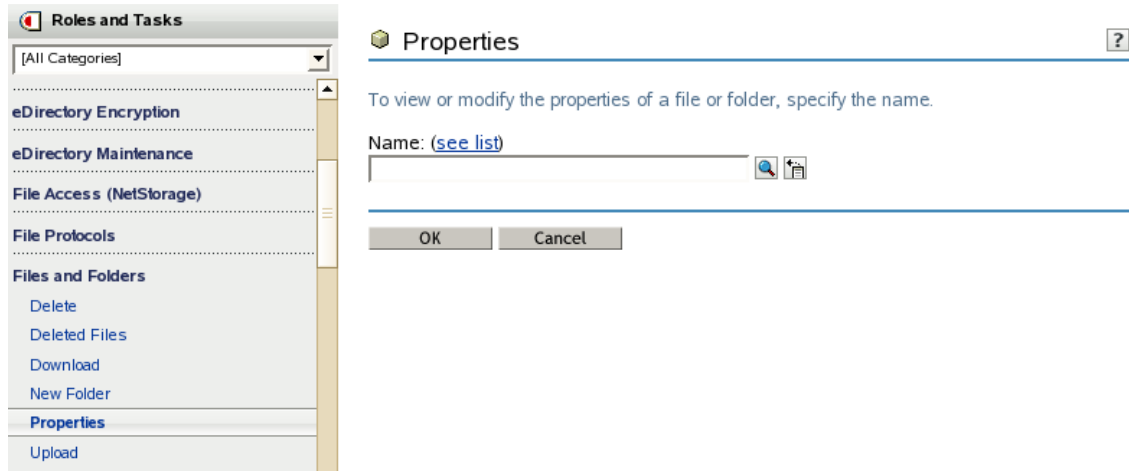 Roles and Tasks
[All Categories]
eDirectory Encryption
eDirectory Maintenance
File Access (NetStorage)
File Protocols
Files and Folders
Delete
Deleted Files
Download
New Folder
Properties
Upload
Properties
?
To view or modify the properties of a file or folder, specify the name.
Name: (see list)
OK Cancel